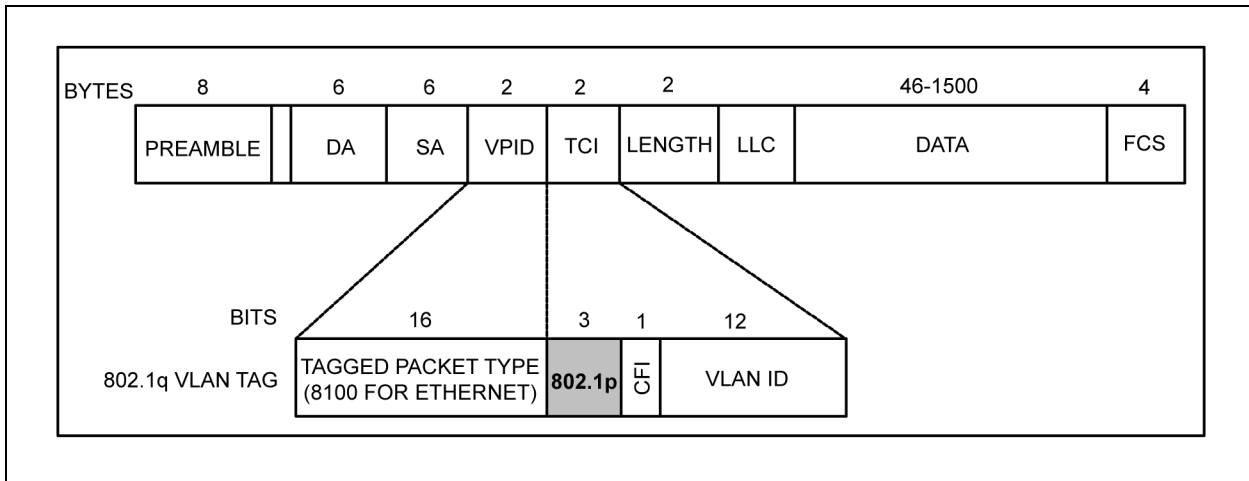 BYTES 8 6 6 2 2 2 46-1500 4
PREAMBLE DA SA VPID TCI LENGTH LLC DATA FCS
BITS 16 3 1 12
802.1q VLAN TAG TAGGED PACKET TYPE
(8100 FOR ETHERNET) 802.1p CFI VLAN ID